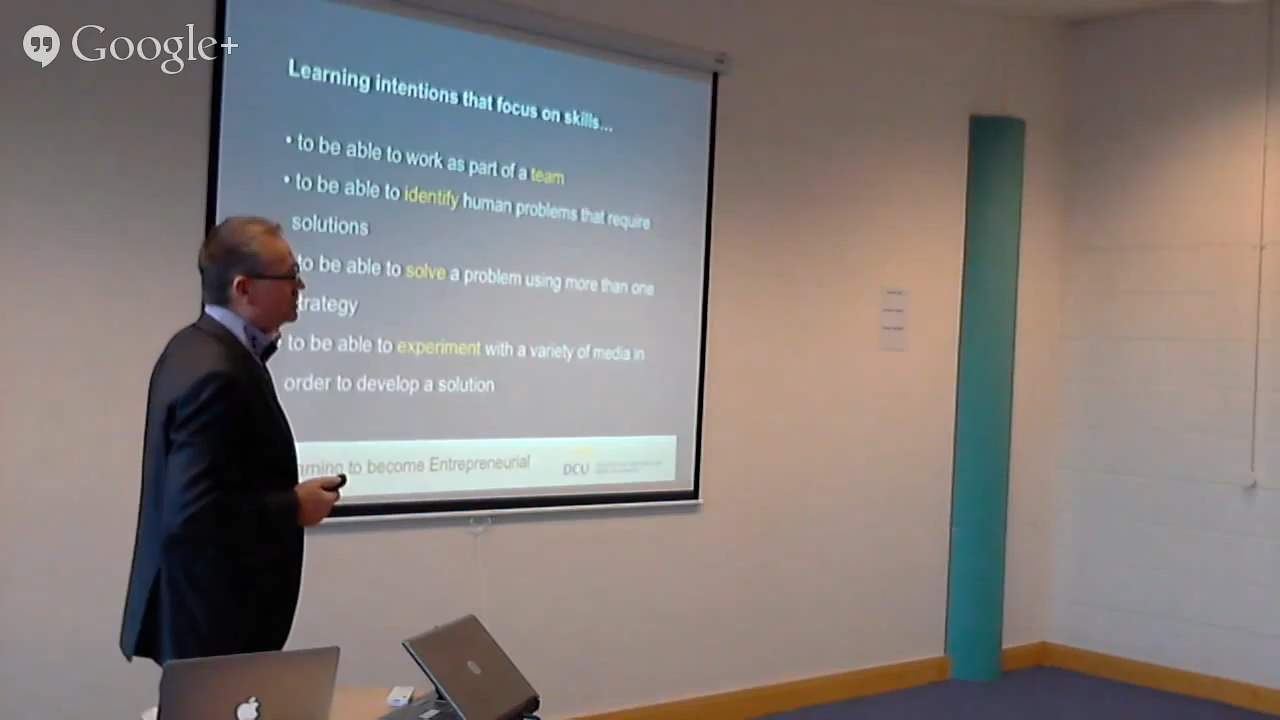 Google+
Learning intentions that focus on skills...
• to be able to work as part of a team
• to be able to identify human problems that require
solutions
to be able to solve a problem using more than one
trategy
to be able to experiment with a variety of media in
order to develop a solution
rning to become Entrepreneurial
DCU